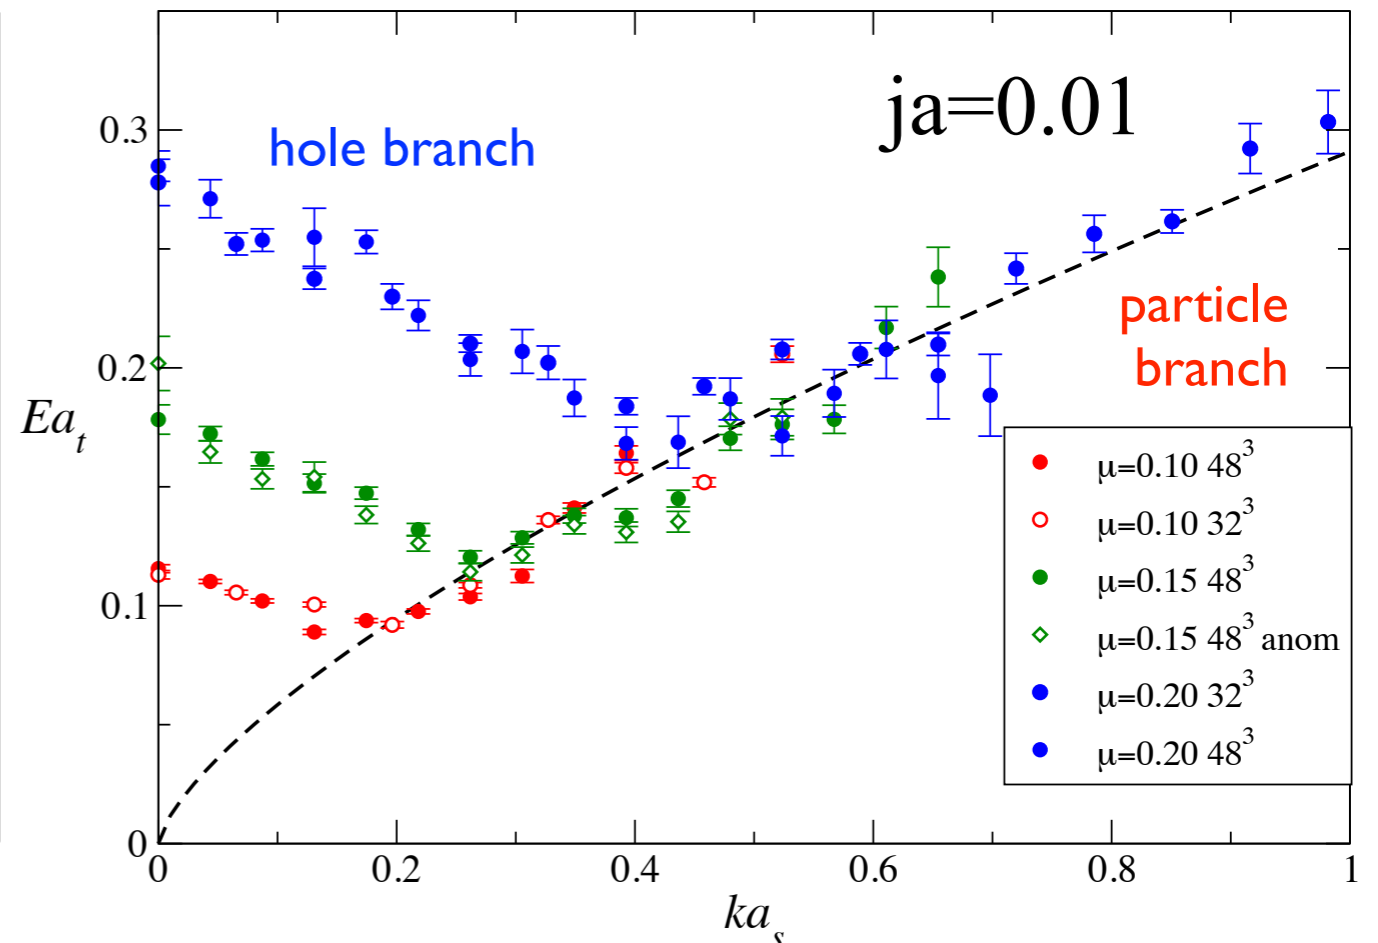 ja=0.01
hole branch
particle
branch
Ea_t
0.3
0.2
0.1
0
0 0.2 0.4 0.6 0.8 1
ka_s
μ=0.10 48³
μ=0.10 32³
μ=0.15 48³
μ=0.15 48³ anom
μ=0.20 32³
μ=0.20 48³